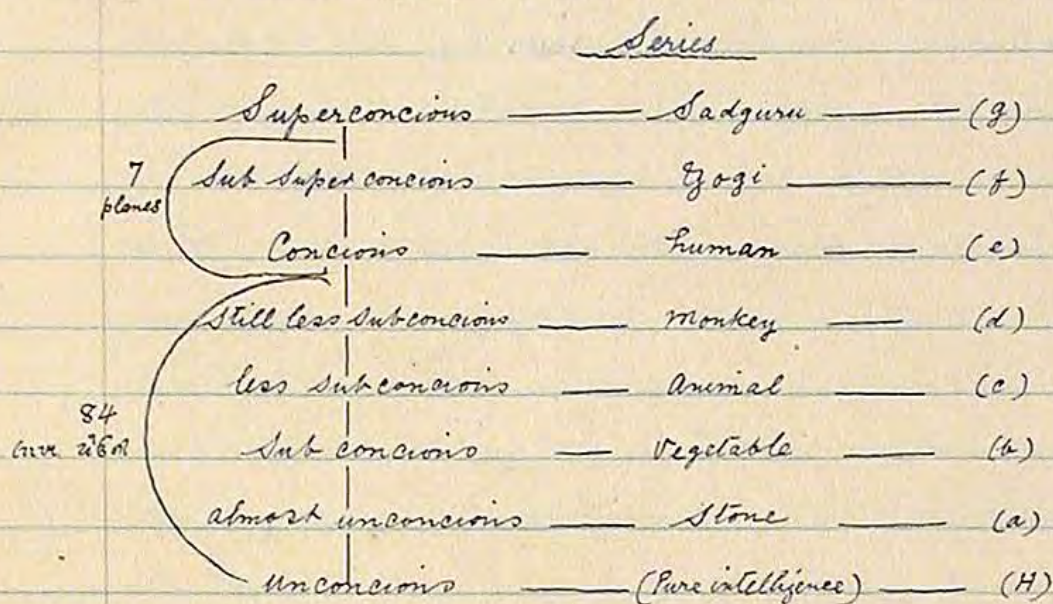 Series
Superconcious — Sadguru — (g)
7 Sub Super concious — Yogi — (f)
planes
Concious — human — (e)
Still less Subconcious — monkey — (d)
less subconcious — Animal — (c)
84
Sub concious — Vegetable — (b)
almost unconcious — Stone — (a)
unconcious — (Pure intelligence) — (H)